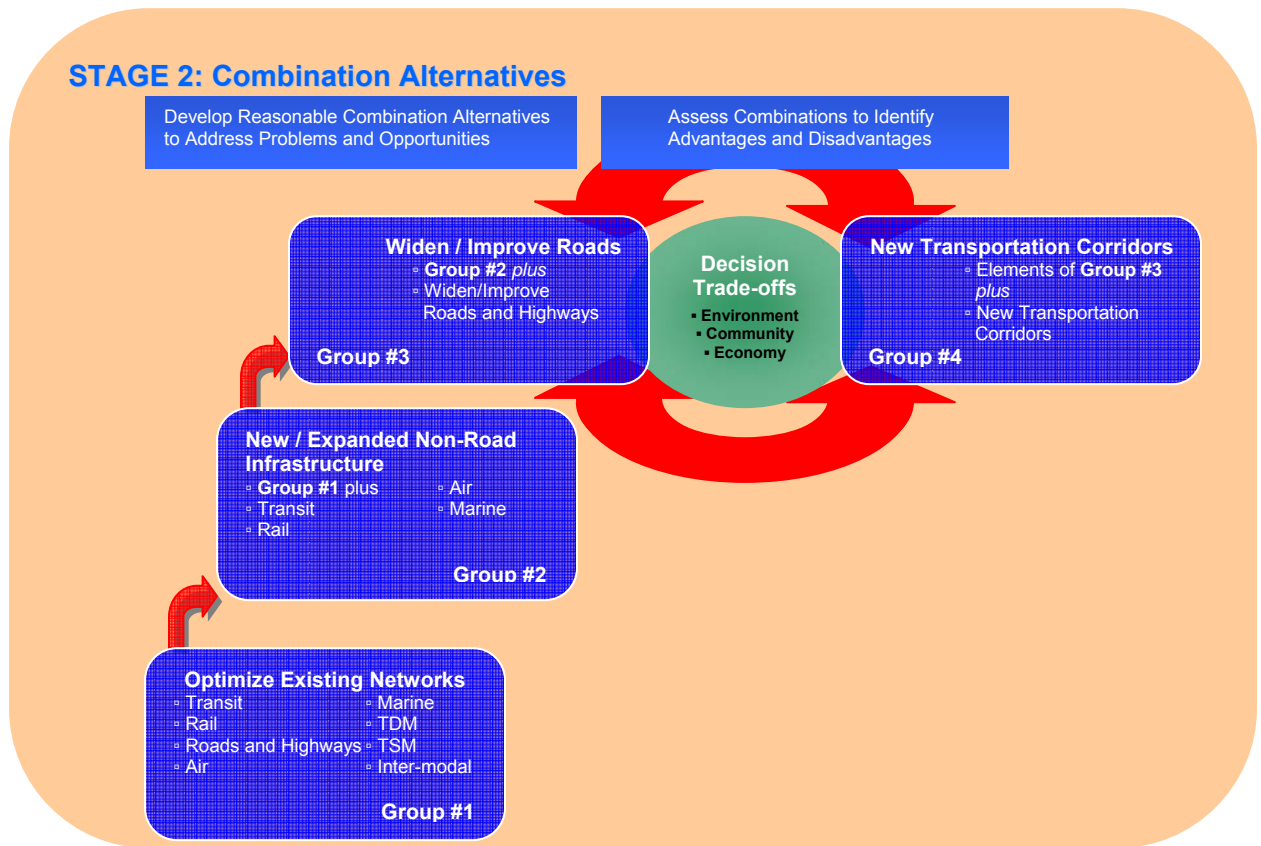 STAGE 2: Combination Alternatives
Develop Reasonable Combination Alternatives
to Address Problems and Opportunities
Assess Combinations to Identify
Advantages and Disadvantages
Widen / Improve Roads
▫ Group #2 plus
▫ Widen/Improve
Roads and Highways
Group #3
Decision
Trade-offs
▪ Environment
▪ Community
▪ Economy
New Transportation Corridors
▫ Elements of Group #3
plus
▫ New Transportation
Corridors
Group #4
New / Expanded Non-Road
Infrastructure
▫ Group #1 plus
▫ Transit
▫ Rail
▫ Air
▫ Marine
Group #2
Optimize Existing Networks
▫ Transit
▫ Rail
▫ Roads and Highways
▫ Air
▫ Marine
▫ TDM
▫ TSM
▫ Inter-modal
Group #1